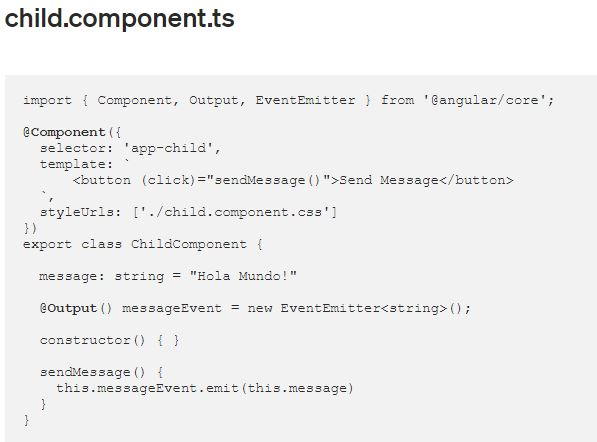 child.component.ts
import { Component, Output, EventEmitter } from '@angular/core';
@Component({
  selector: 'app-child',
  template: `
      <button (click)="sendMessage()">Send Message</button>
  `,
  styleUrls: ['./child.component.css']
})
export class ChildComponent {
  message: string = "Hola Mundo!"
  @Output() messageEvent = new EventEmitter<string>();
  constructor() { }
  sendMessage() {
    this.messageEvent.emit(this.message)
  }
}